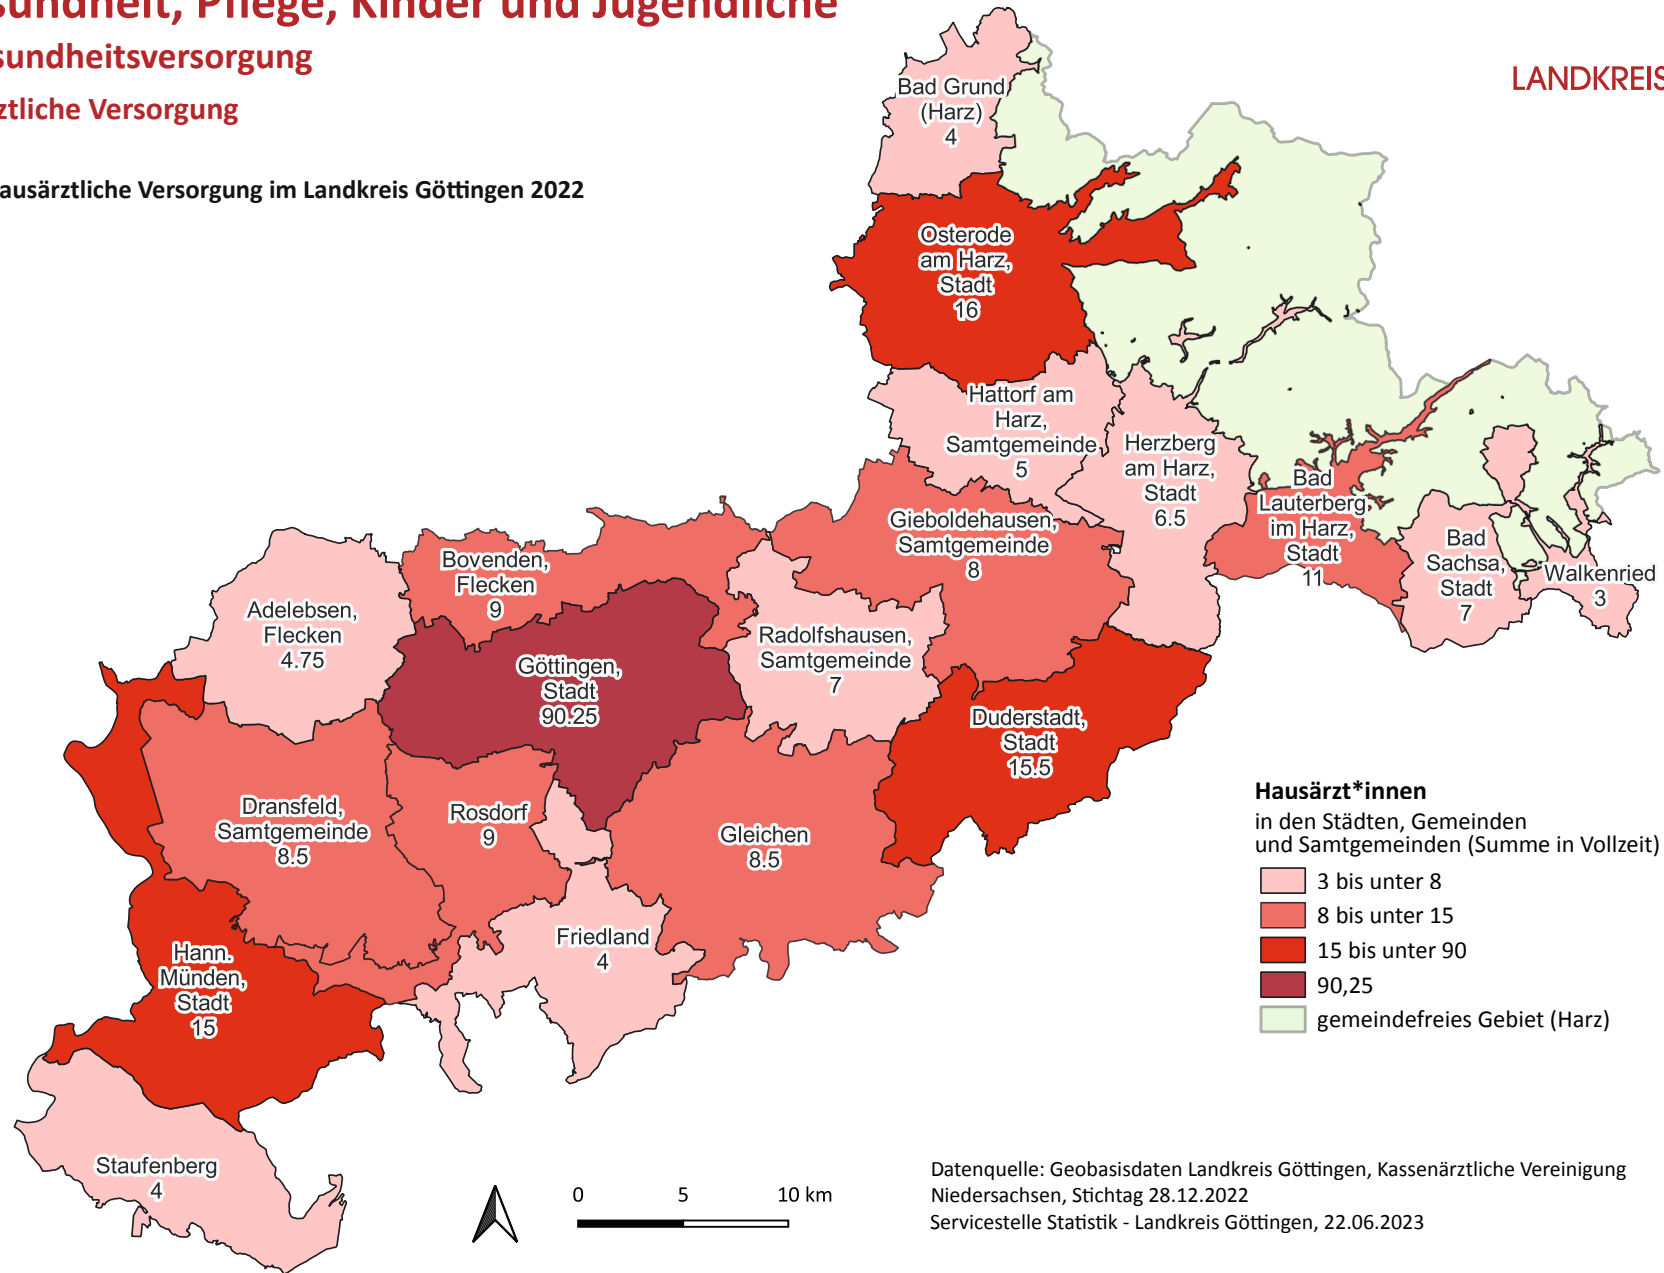 sundheit, Pflege, Kinder und Jugendliche
sundheitsversorgung
ztliche Versorgung
LANDKREIS
ausärztliche Versorgung im Landkreis Göttingen 2022
Bad Grund
(Harz)
4
Osterode
am Harz,
Stadt
16
Hattorf am
Harz,
Samtgemeinde
5
Herzberg
am Harz,
Stadt
6.5
Bad
Lauterberg
im Harz,
Stadt
11
Bad
Sachsa,
Stadt
7
Walkenried
3
Gieboldehausen,
Samtgemeinde
8
Bovenden,
Flecken
9
Adelebsen,
Flecken
4.75
Göttingen,
Stadt
90.25
Radolfshausen,
Samtgemeinde
7
Duderstadt,
Stadt
15.5
Dransfeld,
Samtgemeinde
8.5
Rosdorf
9
Gleichen
8.5
Friedland
4
Hann.
Münden,
Stadt
15
Staufenberg
4
Hausärzt*innen
in den Städten, Gemeinden
und Samtgemeinden (Summe in Vollzeit)
3 bis unter 8
8 bis unter 15
15 bis unter 90
90,25
gemeindefreies Gebiet (Harz)
0 5 10 km
Datenquelle: Geobasisdaten Landkreis Göttingen, Kassenärztliche Vereinigung
Niedersachsen, Stichtag 28.12.2022
Servicestelle Statistik - Landkreis Göttingen, 22.06.2023